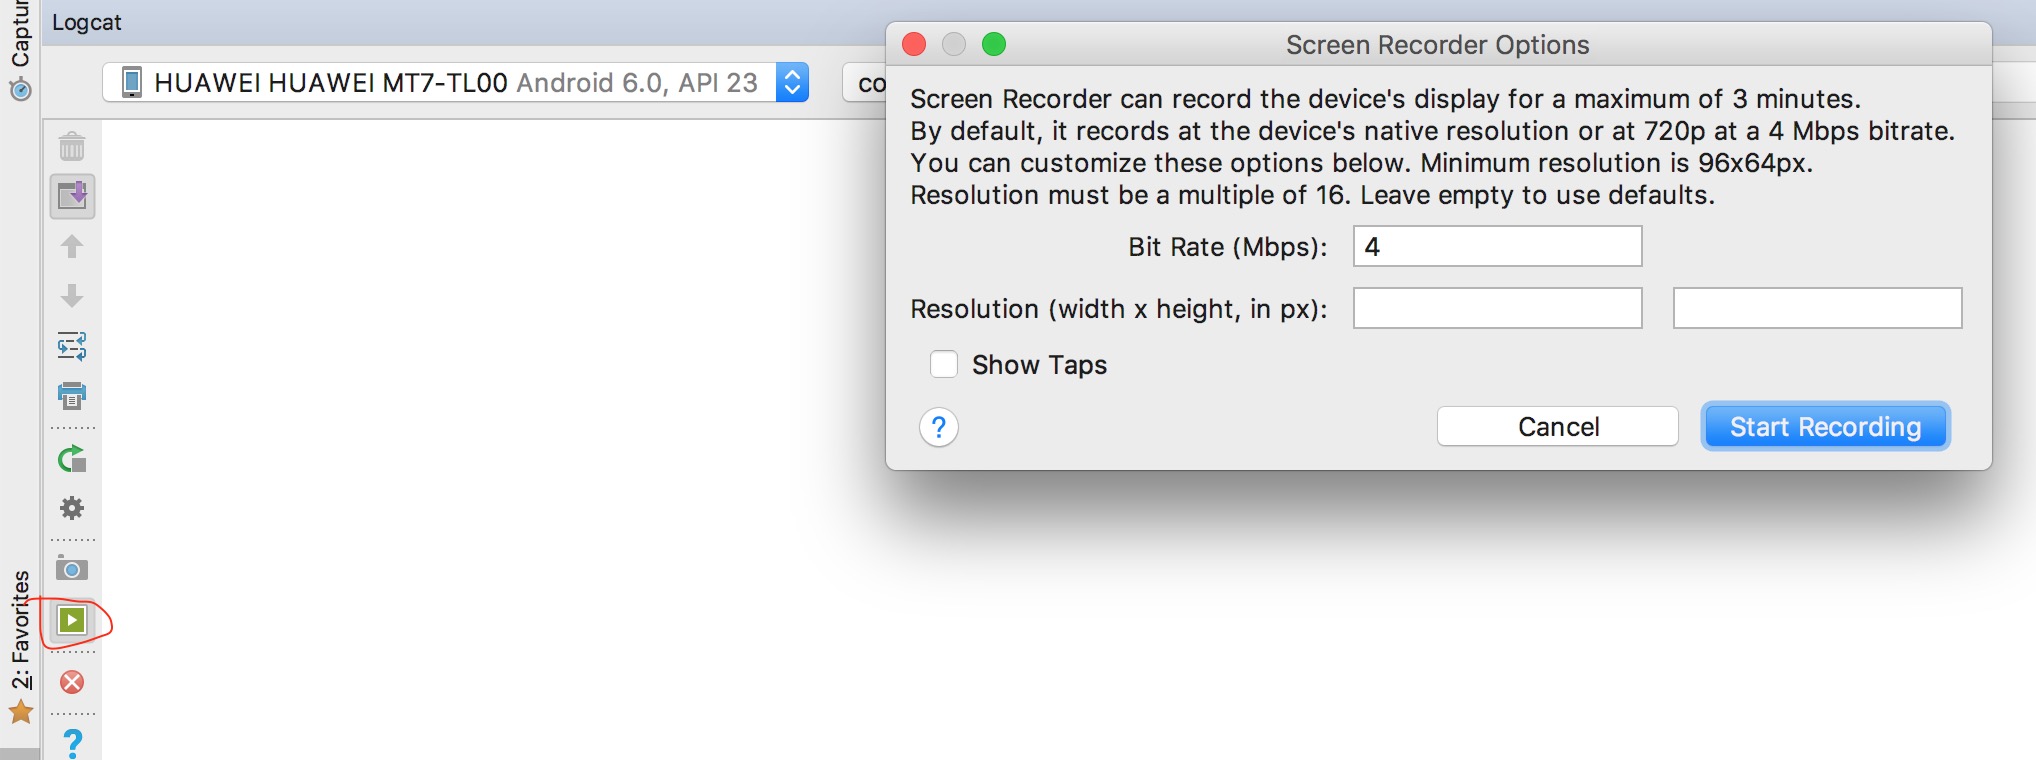 Captur
Logcat
HUAWEI HUAWEI MT7-TL00 Android 6.0, API 23
co
Screen Recorder Options
Screen Recorder can record the device's display for a maximum of 3 minutes.
By default, it records at the device's native resolution or at 720p at a 4 Mbps bitrate.
You can customize these options below. Minimum resolution is 96x64px.
Resolution must be a multiple of 16. Leave empty to use defaults.
Bit Rate (Mbps): 4
Resolution (width x height, in px):
Show Taps
? Cancel Start Recording
2: Favorites
?